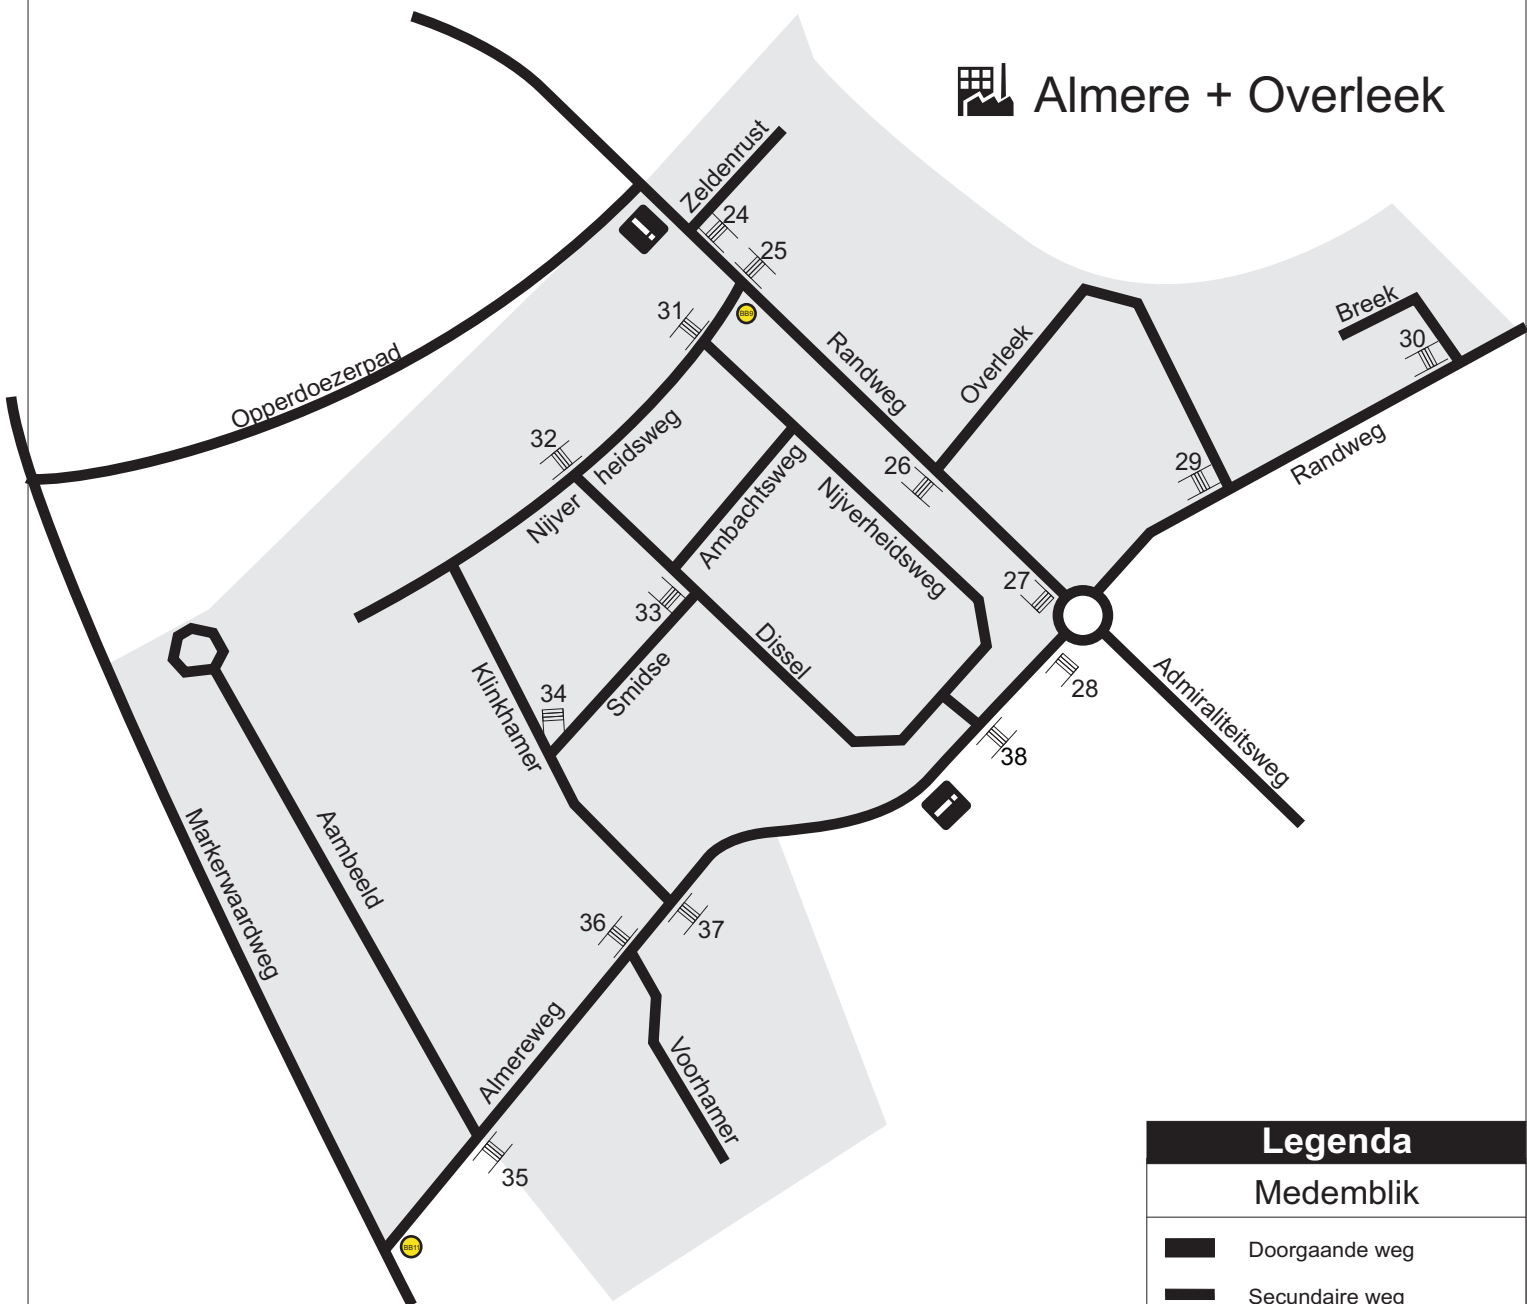 Almere + Overleek
Zeldenrust
24
25
31
BB9
Breek
30
Randweg
Overleek
Opperdoezerpad
32
heidsweg
Nijver
26
29
Randweg
Ambachtsweg
Nijverheidsweg
27
33
Dissel
28
Smidse
34
Klinkhamer
Admiraliteitsweg
38
Markerwaardweg
Aambeeld
36
37
Almereweg
Voorhamer
35
BB11
Legenda
Medemblik
Doorgaande weg
Secundaire weg